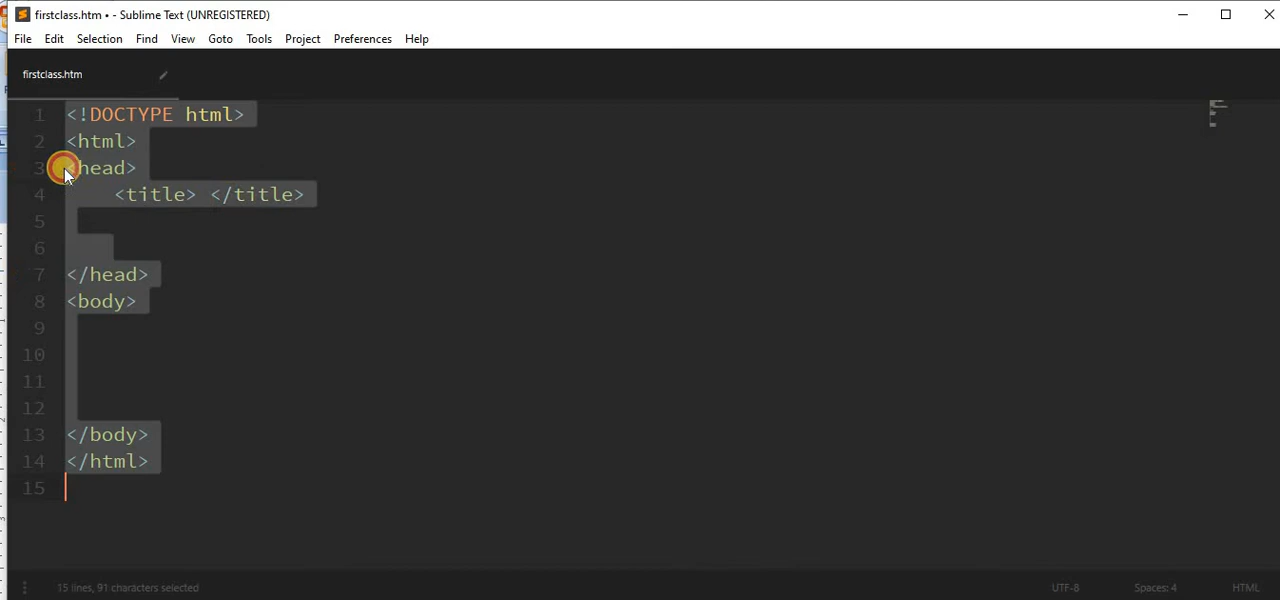 firstclass.htm • - Sublime Text (UNREGISTERED)
File Edit Selection Find View Goto Tools Project Preferences Help
firstclass.htm
1 <!DOCTYPE html>
2 <html>
3 <head>
4 <title> </title>
5
6
7 </head>
8 <body>
9
10
11
12
13 </body>
14 </html>
15
15 lines, 91 characters selected UTF-8 Spaces: 4 HTML